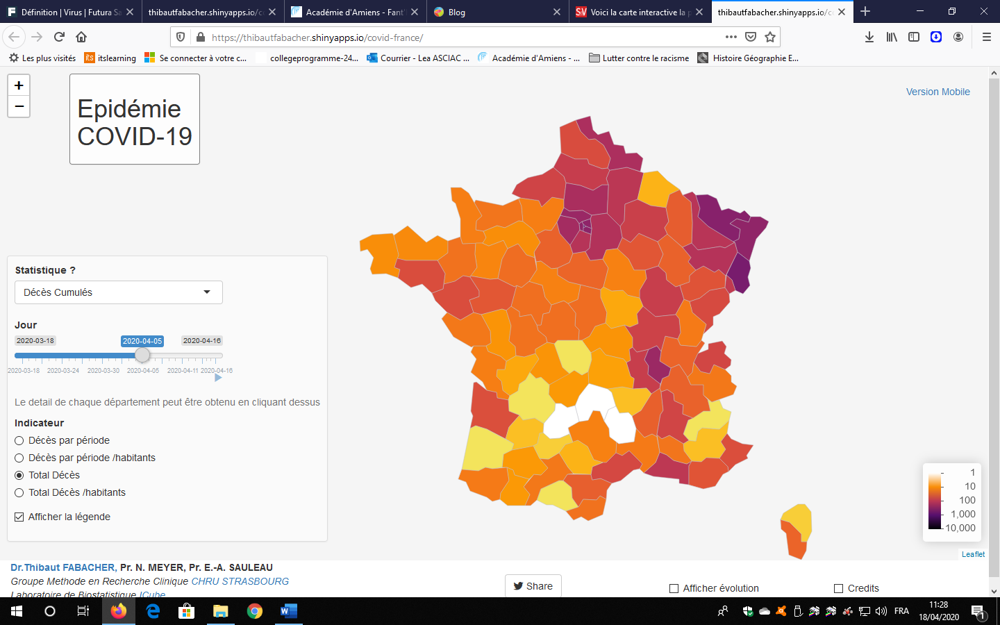 Définition | Virus | Futura Sa
thibautfabacher.shinyapps.io/c
Académie d'Amiens - Fant'
Blog
SV Voici la carte interactive la p
thibautfabacher.shinyapps.io/co
https://thibautfabacher.shinyapps.io/covid-france/
Les plus visités
its itslearning
Se connecter à votre c...
collegeprogramme-24...
Courrier - Lea ASCIAC ...
Académie d'Amiens - ...
Lutter contre le racisme
Histoire Géographie E...
+
−
Epidémie
COVID-19
Version Mobile
Statistique ?
Décès Cumulés
Jour
2020-03-18
2020-04-05
2020-04-16
2020-03-18 2020-03-24 2020-03-30 2020-04-05 2020-04-11 2020-04-16
Le detail de chaque département peut être obtenu en cliquant dessus
Indicateur
Décès par période
Décès par période /habitants
Total Décès
Total Décès /habitants
Afficher la légende
1
10
100
1,000
10,000
Leaflet
Dr.Thibaut FABACHER, Pr. N. MEYER, Pr. E.-A. SAULEAU
Groupe Methode en Recherche Clinique CHRU STRASBOURG
Laboratoire de Biostatistique ICube
Share
Afficher évolution
Credits
FRA
11:28
18/04/2020
1